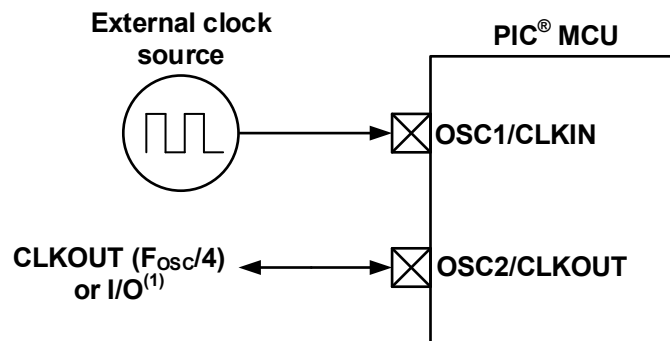 External clock
source
PIC® MCU
OSC1/CLKIN
CLKOUT (FOSC/4)
or I/O(1)
OSC2/CLKOUT